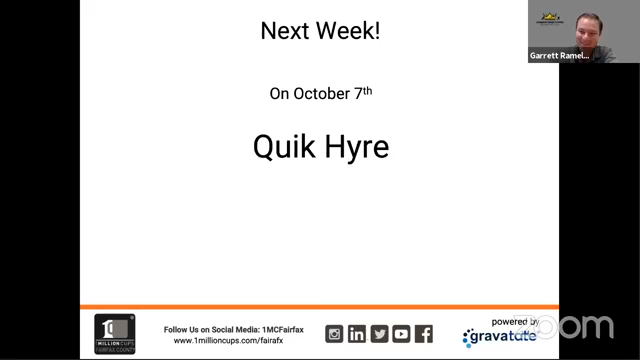 Next Week!
Garrett Ramel...
On October 7th
Quik Hyre
1
MILLION CUPS
FAIRFAX COUNTY
Follow Us on Social Media: 1MCFairfax
www.1millioncups.com/fairafx
powered by
gravatate
zoom